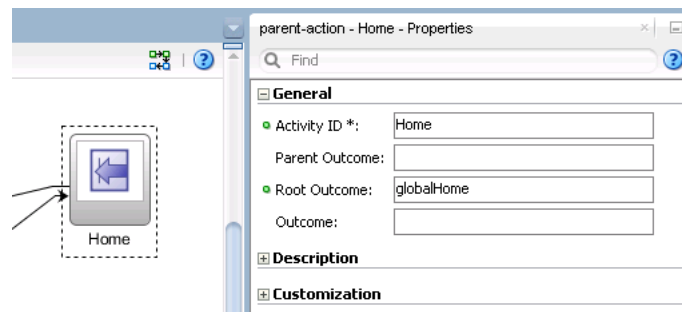 parent-action - Home - Properties
Find
General
Activity ID *: Home
Parent Outcome:
Root Outcome: globalHome
Outcome:
Home
Description
Customization